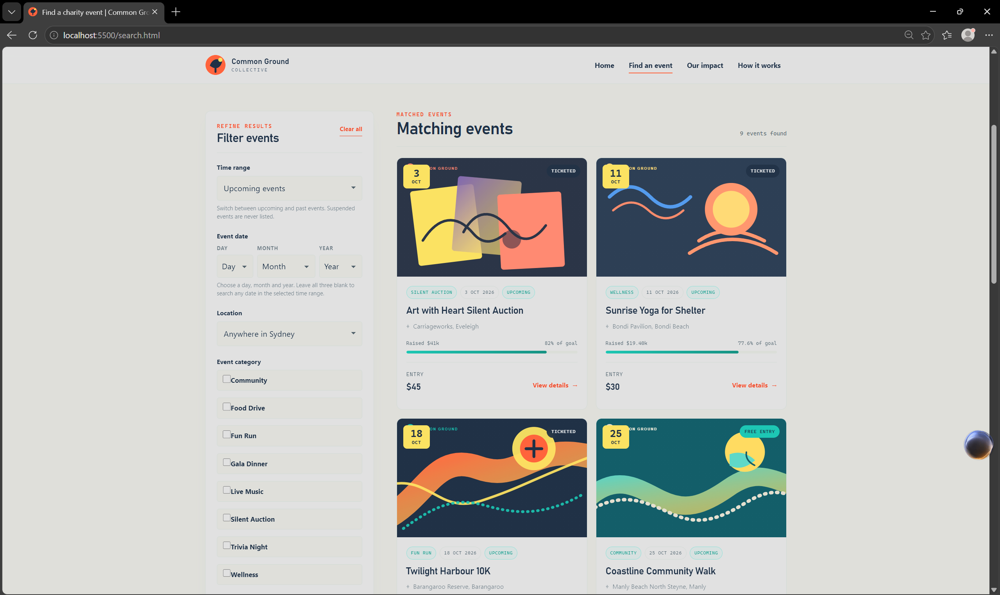 Find a charity event | Common Gro
localhost:5500/search.html
Common Ground
COLLECTIVE
Home
Find an event
Our impact
How it works
REFINE RESULTS
Filter events
Clear all
Time range
Upcoming events
Switch between upcoming and past events. Suspended
events are never listed.
Event date
DAY
MONTH
YEAR
Day
Month
Year
Choose a day, month and year. Leave all three blank to
search any date in the selected time range.
Location
Anywhere in Sydney
Event category
Community
Food Drive
Fun Run
Gala Dinner
Live Music
Silent Auction
Trivia Night
Wellness
MATCHED EVENTS
Matching events
9 events found
3
OCT
ON GROUND
TICKETED
SILENT AUCTION
3 OCT 2026
UPCOMING
Art with Heart Silent Auction
Carriageworks, Eveleigh
Raised $41k
82% of goal
ENTRY
$45
View details →
11
OCT
ON GROUND
TICKETED
WELLNESS
11 OCT 2026
UPCOMING
Sunrise Yoga for Shelter
Bondi Pavilion, Bondi Beach
Raised $19.40k
77.6% of goal
ENTRY
$30
View details →
18
OCT
ON GROUND
TICKETED
FUN RUN
18 OCT 2026
UPCOMING
Twilight Harbour 10K
Barangaroo Reserve, Barangaroo
25
OCT
ON GROUND
FREE ENTRY
COMMUNITY
25 OCT 2026
UPCOMING
Coastline Community Walk
Manly Beach North Steyne, Manly